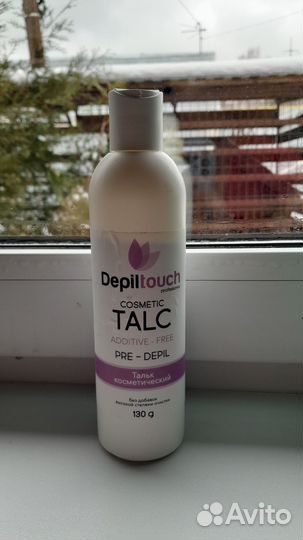 Depiltouch
professional
COSMETIC
TALC
ADDITIVE - FREE
PRE - DEPIL
Тальк
косметический
без добавок
высокой степени очистки
130 g
Avito